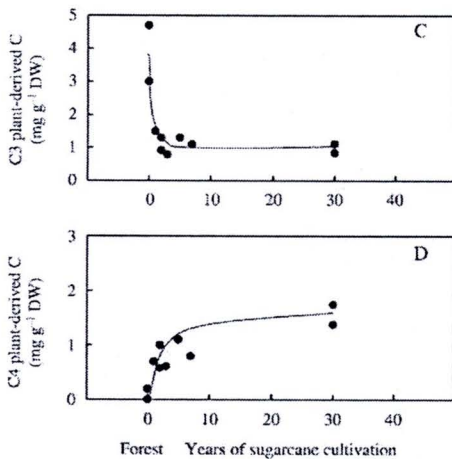 C
5
4
3
2
1
0
C3 plant-derived C
(mg g⁻¹ DW)
0 10 20 30 40
D
3
2
1
0
C4 plant-derived C
(mg g⁻¹ DW)
0 10 20 30 40
Forest Years of sugarcane cultivation